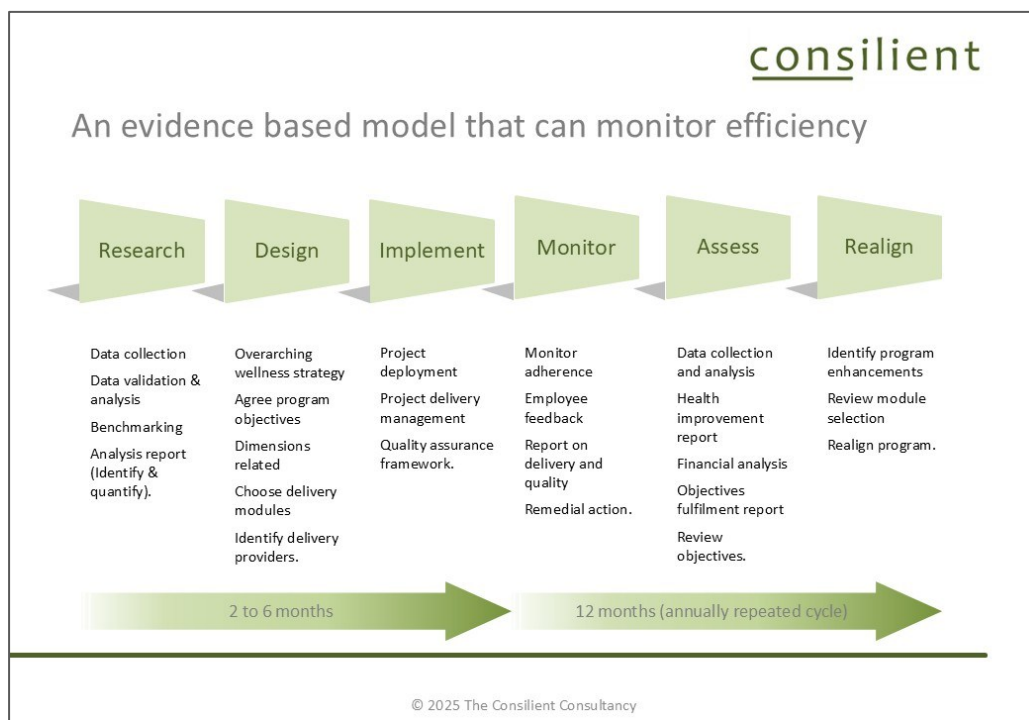 consilient
An evidence based model that can monitor efficiency
Research
Design
Implement
Monitor
Assess
Realign
Data collection
Data validation &
analysis
Benchmarking
Analysis report
(Identify &
quantify).
Overarching
wellness strategy
Agree program
objectives
Dimensions
related
Choose delivery
modules
Identify delivery
providers.
Project
deployment
Project delivery
management
Quality assurance
framework.
Monitor
adherence
Employee
feedback
Report on
delivery and
quality
Remedial action.
Data collection
and analysis
Health
improvement
report
Financial analysis
Objectives
fulfilment report
Review
objectives.
Identify program
enhancements
Review module
selection
Realign program.
2 to 6 months
12 months (annually repeated cycle)
© 2025 The Consilient Consultancy